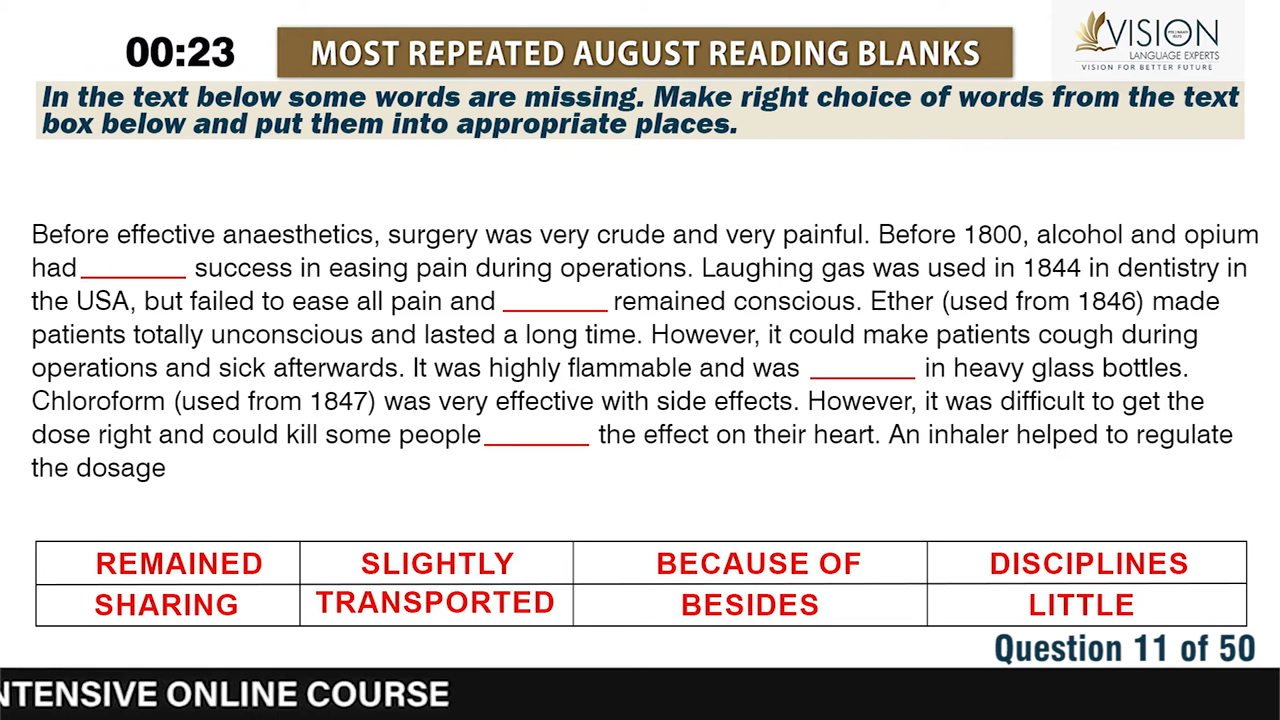 00:23
MOST REPEATED AUGUST READING BLANKS
VISION
LANGUAGE EXPERTS
VISION FOR BETTER FUTURE
In the text below some words are missing. Make right choice of words from the text
box below and put them into appropriate places.
Before effective anaesthetics, surgery was very crude and very painful. Before 1800, alcohol and opium
had________ success in easing pain during operations. Laughing gas was used in 1844 in dentistry in
the USA, but failed to ease all pain and ________ remained conscious. Ether (used from 1846) made
patients totally unconscious and lasted a long time. However, it could make patients cough during
operations and sick afterwards. It was highly flammable and was ________ in heavy glass bottles.
Chloroform (used from 1847) was very effective with side effects. However, it was difficult to get the
dose right and could kill some people________ the effect on their heart. An inhaler helped to regulate
the dosage
REMAINED SLIGHTLY BECAUSE OF DISCIPLINES
SHARING TRANSPORTED BESIDES LITTLE
Question 11 of 50
NTENSIVE ONLINE COURSE